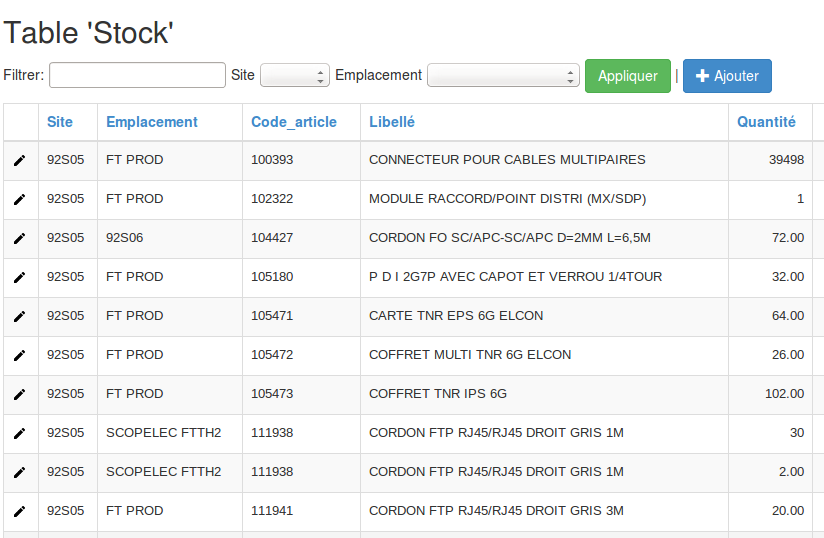 Table 'Stock'
Filtrer: Site Emplacement Appliquer | Ajouter
Site Emplacement Code_article Libellé Quantité
92S05 FT PROD 100393 CONNECTEUR POUR CABLES MULTIPAIRES 39498
92S05 FT PROD 102322 MODULE RACCORD/POINT DISTRI (MX/SDP) 1
92S05 92S06 104427 CORDON FO SC/APC-SC/APC D=2MM L=6,5M 72.00
92S05 FT PROD 105180 P D I 2G7P AVEC CAPOT ET VERROU 1/4TOUR 32.00
92S05 FT PROD 105471 CARTE TNR EPS 6G ELCON 64.00
92S05 FT PROD 105472 COFFRET MULTI TNR 6G ELCON 26.00
92S05 FT PROD 105473 COFFRET TNR IPS 6G 102.00
92S05 SCOPELEC FTTH2 111938 CORDON FTP RJ45/RJ45 DROIT GRIS 1M 30
92S05 SCOPELEC FTTH2 111938 CORDON FTP RJ45/RJ45 DROIT GRIS 1M 2.00
92S05 FT PROD 111941 CORDON FTP RJ45/RJ45 DROIT GRIS 3M 20.00